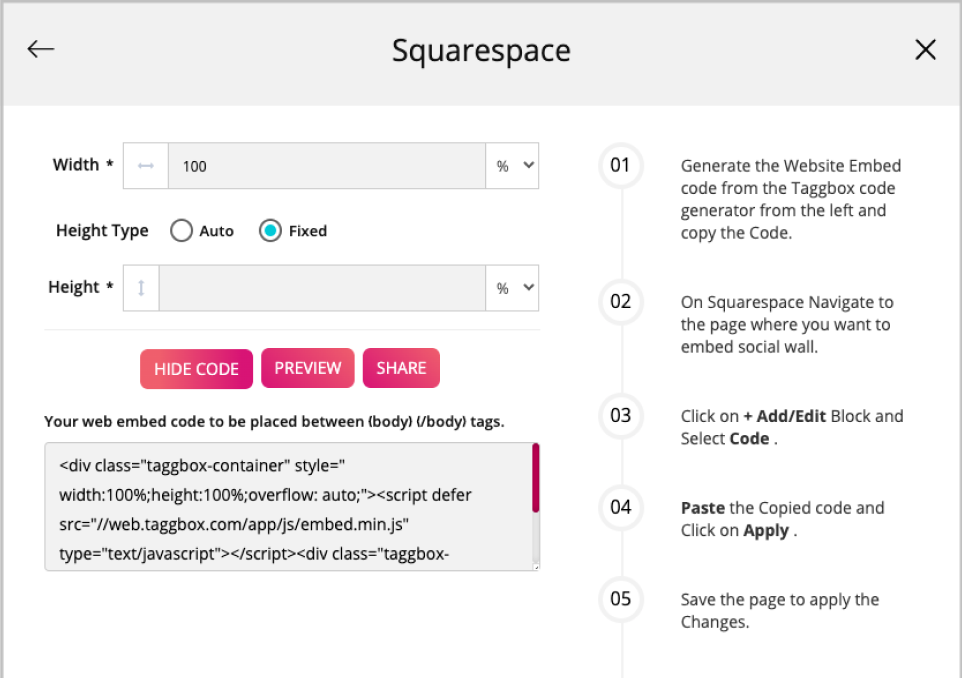 Squarespace
Width *
100
%
Height Type
Auto
Fixed
Height *
%
HIDE CODE
PREVIEW
SHARE
Your web embed code to be placed between (body) (/body) tags.
<div class="taggbox-container" style="
width:100%;height:100%;overflow: auto;"><script defer
src="//web.taggbox.com/app/js/embed.min.js"
type="text/javascript"></script><div class="taggbox-
01
Generate the Website Embed
code from the Taggbox code
generator from the left and
copy the Code.
02
On Squarespace Navigate to
the page where you want to
embed social wall.
03
Click on + Add/Edit Block and
Select Code .
04
Paste the Copied code and
Click on Apply .
05
Save the page to apply the
Changes.